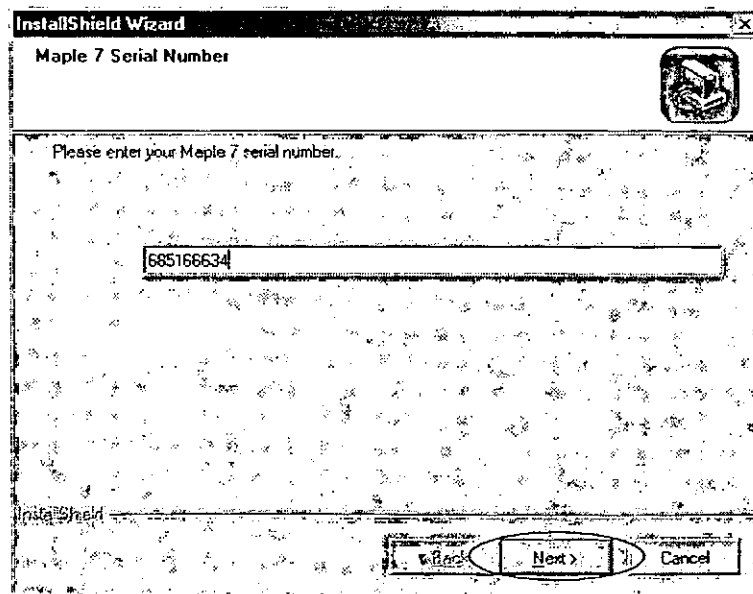 InstallShield Wizard
Maple 7 Serial Number
Please enter your Maple 7 serial number.
685166634
InstallShield
< Back Next > Cancel